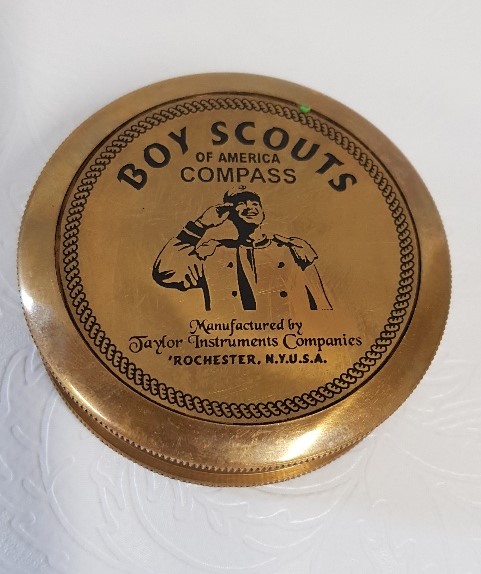 BOY SCOUTS
OF AMERICA
COMPASS
Manufactured by
Taylor Instruments Companies
'ROCHESTER, N.Y.U.S.A.